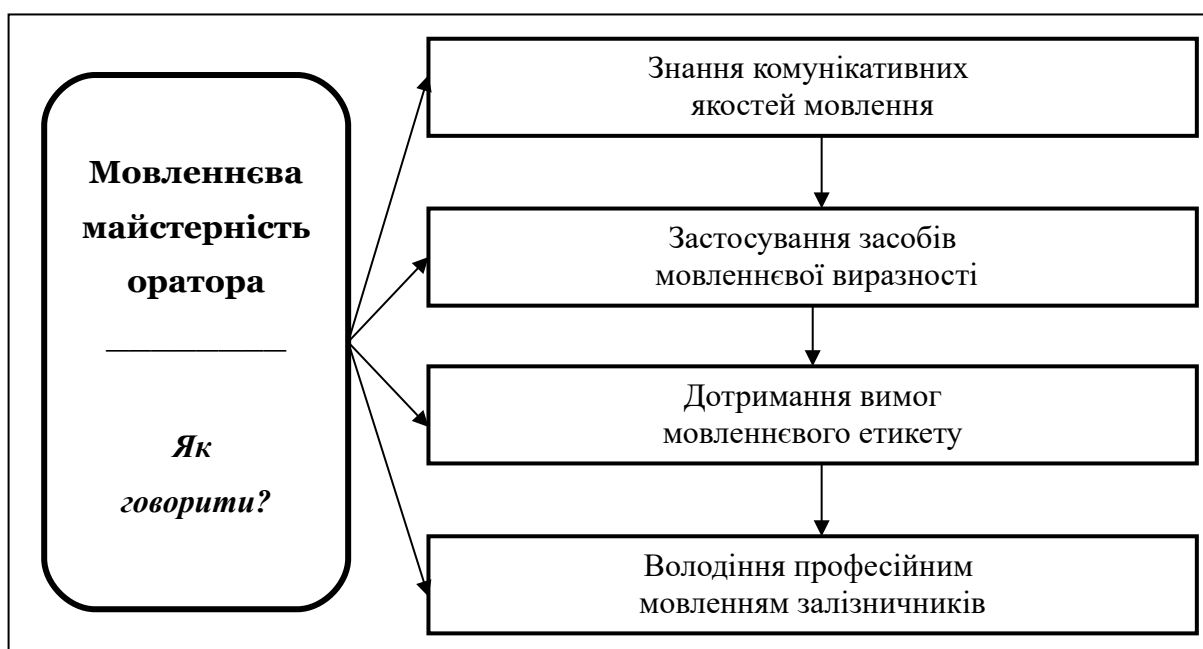 Мовленнєва
майстерність
оратора
Як
говорити?
Знання комунікативних
якостей мовлення
Застосування засобів
мовленнєвої виразності
Дотримання вимог
мовленнєвого етикету
Володіння професійним
мовленням залізничників